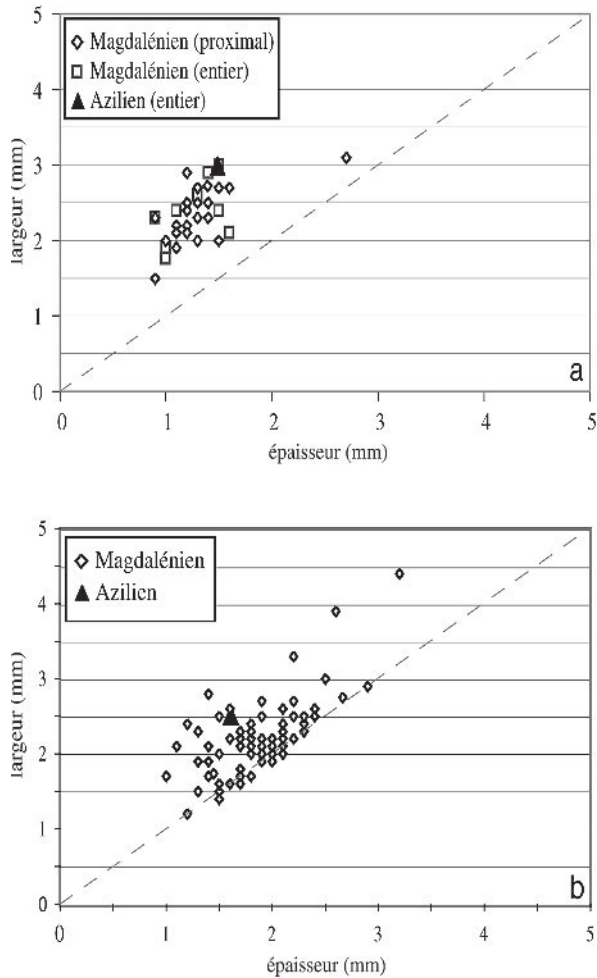 5
Magdalénien (proximal)
Magdalénien (entier)
Azilien (entier)
4
3
2
1
0
largeur (mm)
a
0 1 2 3 4 5
épaisseur (mm)
5
Magdalénien
Azilien
4
3
2
1
0
largeur (mm)
b
0 1 2 3 4 5
épaisseur (mm)